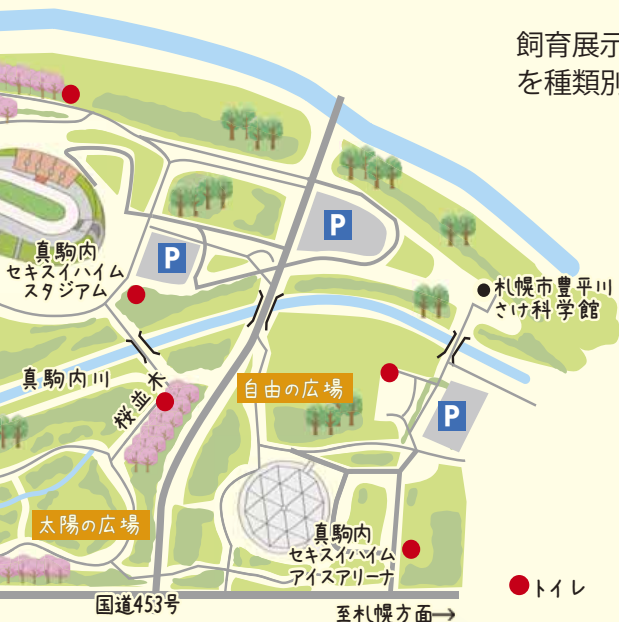 飼育展示
を種類別
P
P
真駒内
セキスイハイム
スタジアム
札幌市豊平川
さけ科学館
真駒内川
桜並木
自由の広場
P
太陽の広場
真駒内
セキスイハイム
アイスアリーナ
トイレ
国道453号
至札幌方面→